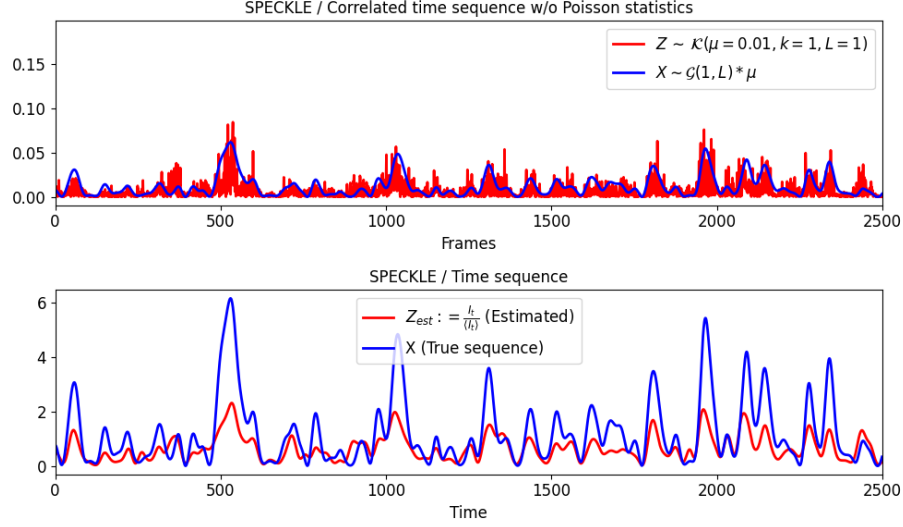 SPECKLE / Correlated time sequence w/o Poisson statistics
Z ~ 𝒦(μ = 0.01, k = 1, L = 1)
X ~ 𝒢(1, L) * μ
0.15
0.10
0.05
0.00
0 500 1000 1500 2000 2500
Frames
SPECKLE / Time sequence
Z_est := I_t/⟨I_t⟩ (Estimated)
X (True sequence)
6
4
2
0
0 500 1000 1500 2000 2500
Time